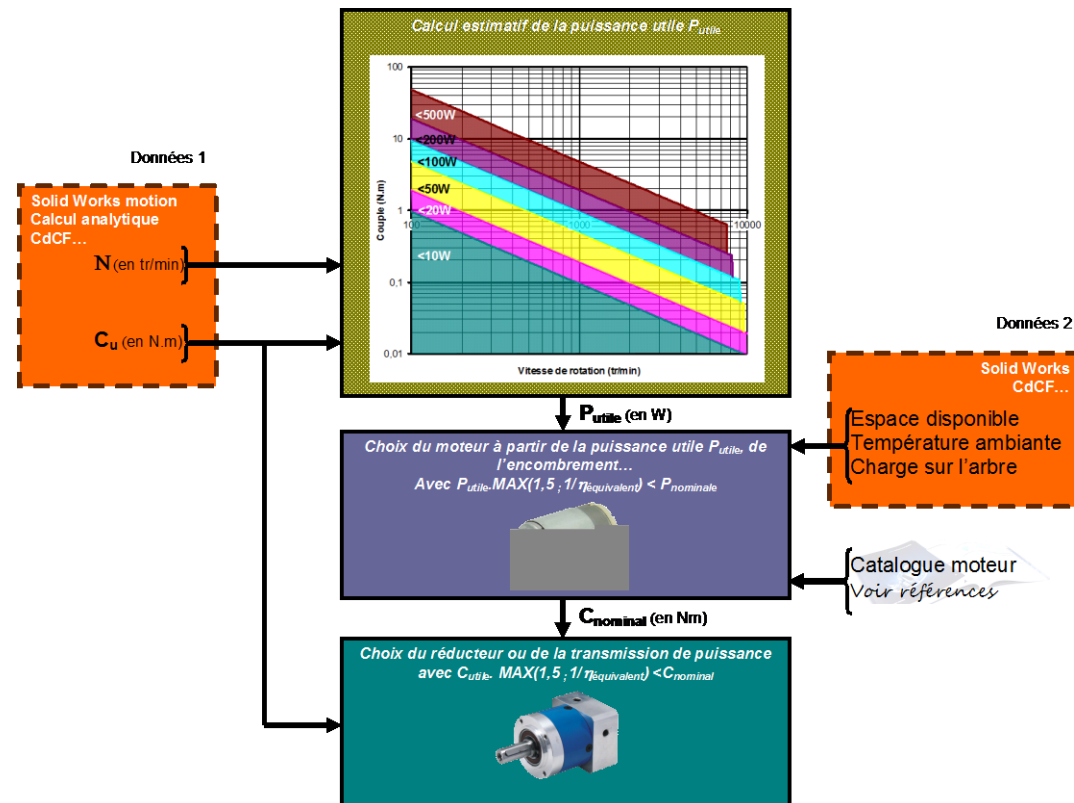 Calcul estimatif de la puissance utile Putile
100
10
1
0,1
0,01
100
1000
10000
Couple (N.m)
<500W
<200W
<100W
<50W
<20W
<10W
Vitesse de rotation (tr/min)
Données 1
Solid Works motion
Calcul analytique
CdCF…
N (en tr/min)
Cu (en N.m)
Putile (en W)
Données 2
Solid Works
CdCF…
Espace disponible
Température ambiante
Charge sur l'arbre
Choix du moteur à partir de la puissance utile Putile, de
l'encombrement…
Avec Putile.MAX(1,5 ; 1/ηéquivalent) < Pnominale
Catalogue moteur
Voir références
Cnominal (en Nm)
Choix du réducteur ou de la transmission de puissance
avec Cutile. MAX(1,5 ; 1/ηéquivalent) <Cnominal